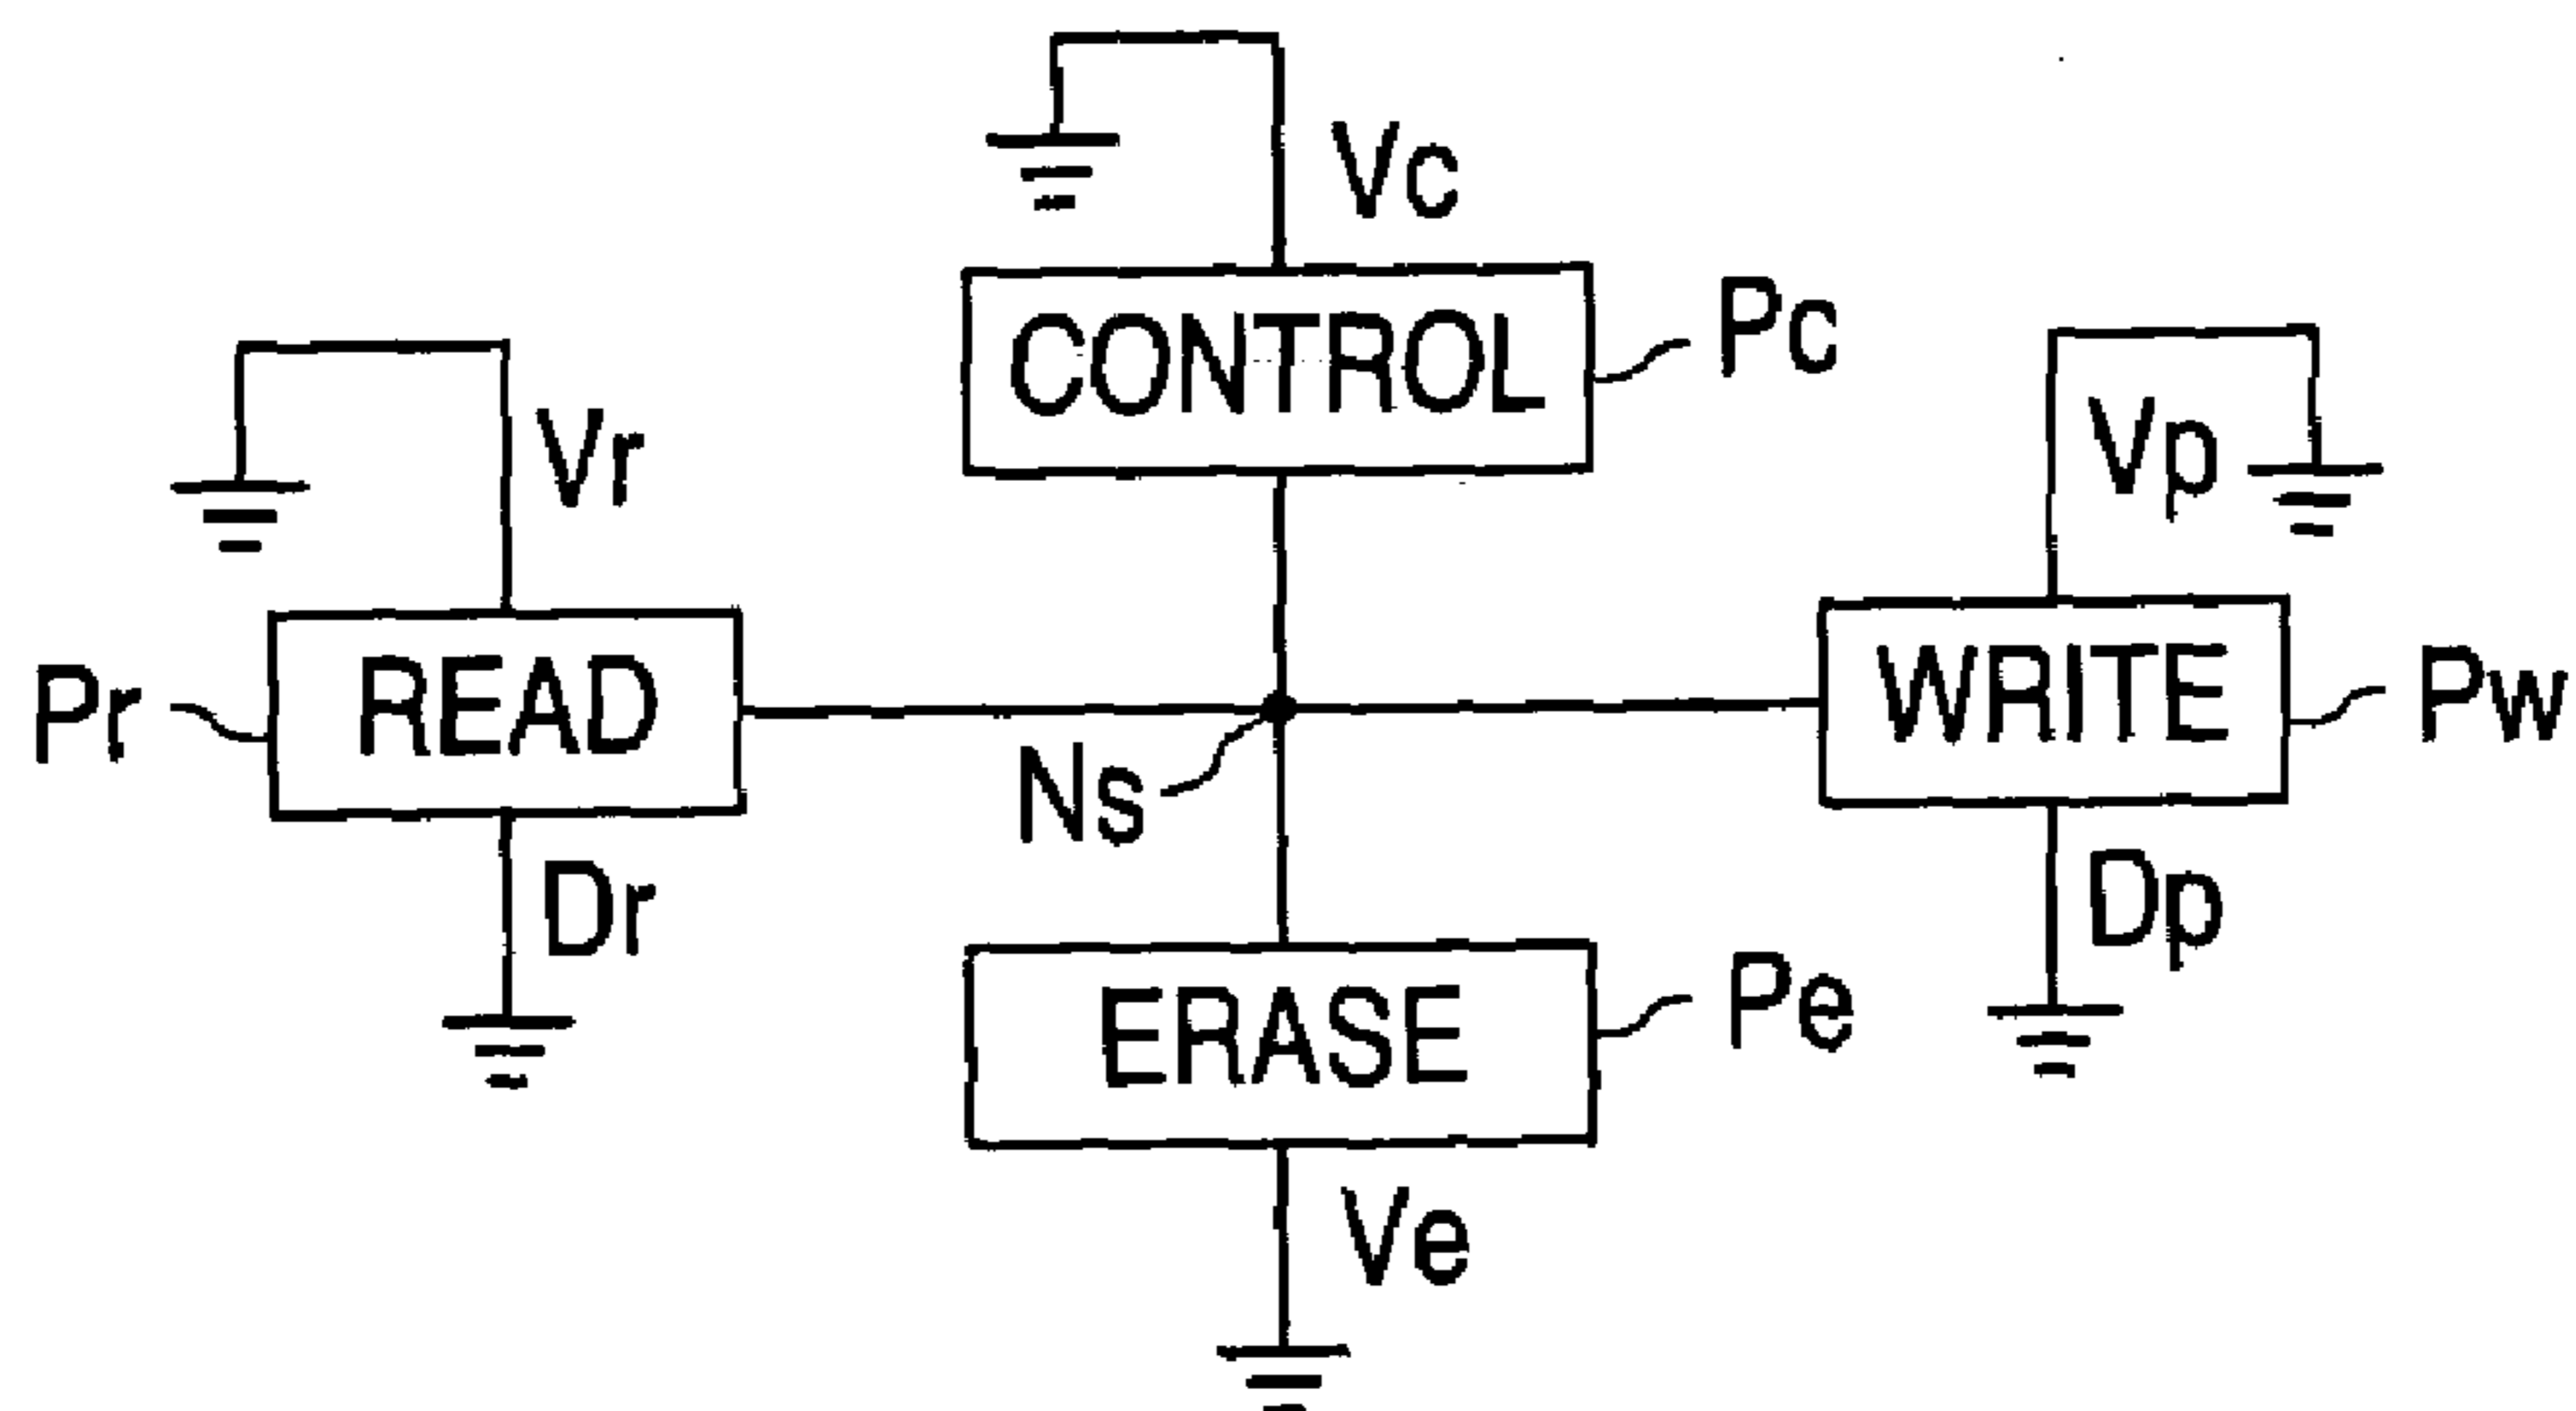 Vc
CONTROL
Pc
Vr
Vp
Pr
READ
WRITE
Pw
Ns
Dr
Dp
ERASE
Pe
Ve